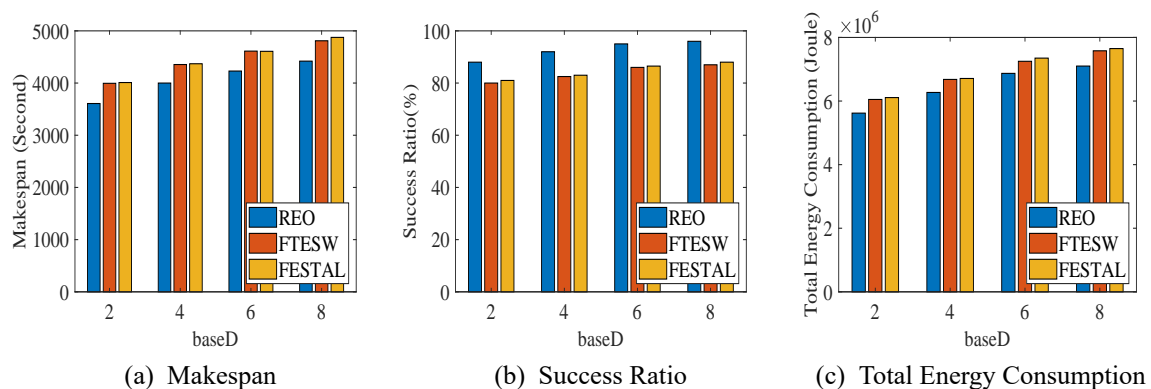 5000
4000
3000
2000
1000
0
Makespan (Second)
REO
FTESW
FESTAL
2 4 6 8
baseD
(a) Makespan
100
80
60
40
20
0
Success Ratio(%)
REO
FTESW
FESTAL
2 4 6 8
baseD
(b) Success Ratio
×10^6
8
6
4
2
0
Total Energy Consumption (Joule)
REO
FTESW
FESTAL
2 4 6 8
baseD
(c) Total Energy Consumption